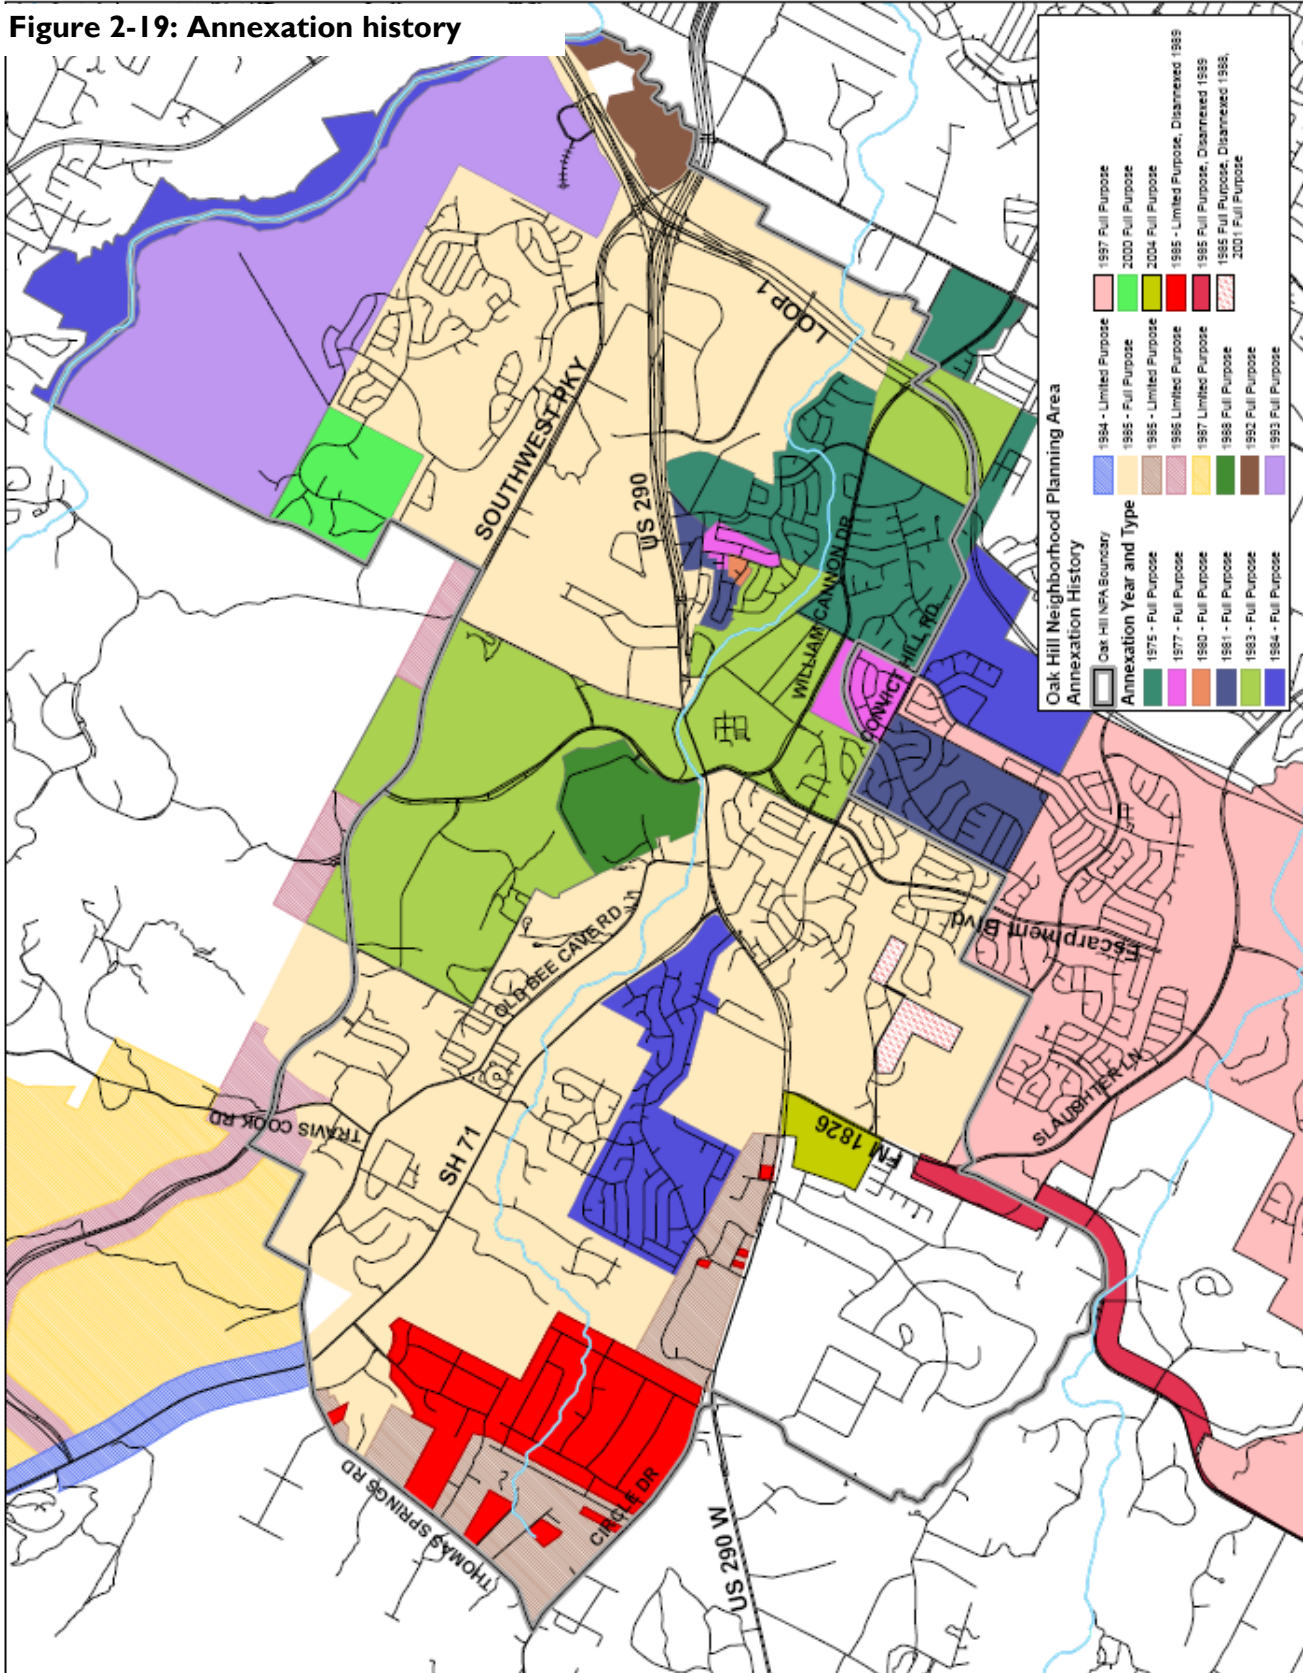 Figure 2-19: Annexation history
SOUTHWEST PKY
LOOP 1
US 290
WILLIAM CANNON DR
CONVICT HILL RD
OLD BEE CAVE RD
Escarpment Blvd
TRAVIS COOK RD
SH 71
FM 1826
SLAUGHTER LN
THOMAS SPRINGS RD
CIRCLE DR
US 290 W
Oak Hill Neighborhood Planning Area
Annexation History
Oak Hill NPA Boundary
Annexation Year and Type
1975 - Full Purpose
1977 - Full Purpose
1980 - Full Purpose
1981 - Full Purpose
1983 - Full Purpose
1984 - Full Purpose
1984 - Limited Purpose
1985 - Full Purpose
1985 - Limited Purpose
1986 Limited Purpose
1987 Limited Purpose
1988 Full Purpose
1992 Full Purpose
1993 Full Purpose
1997 Full Purpose
2000 Full Purpose
2004 Full Purpose
1985 - Limited Purpose, Disannexed 1989
1985 Full Purpose, Disannexed 1989
1985 Full Purpose, Disannexed 1988,
2001 Full Purpose